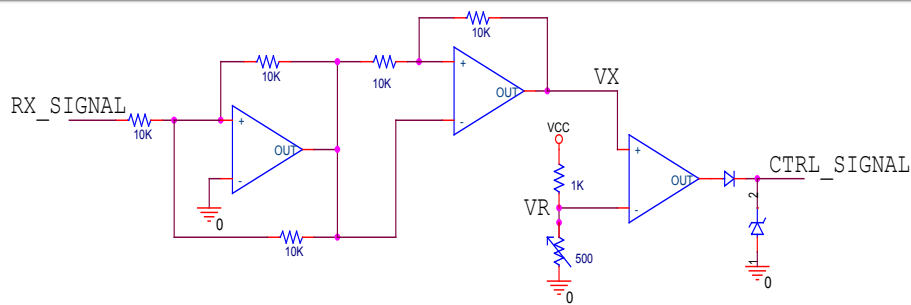 10K
10K
10K
+
OUT
-
VX
RX_SIGNAL
10K
+
OUT
-
0
10K
VCC
1K
VR
500
0
+
OUT
-
CTRL_SIGNAL
2
1
0